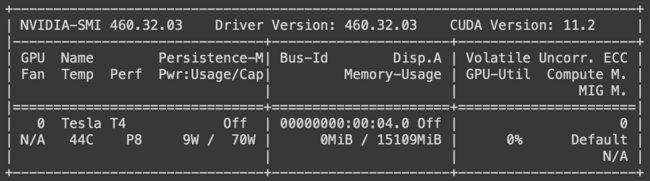 NVIDIA-SMI 460.32.03 Driver Version: 460.32.03 CUDA Version: 11.2
GPU Name Persistence-M| Bus-Id Disp.A | Volatile Uncorr. ECC
Fan Temp Perf Pwr:Usage/Cap| Memory-Usage | GPU-Util Compute M.
MIG M.
0 Tesla T4 Off | 00000000:00:04.0 Off | 0
N/A 44C P8 9W / 70W | 0MiB / 15109MiB | 0% Default
N/A